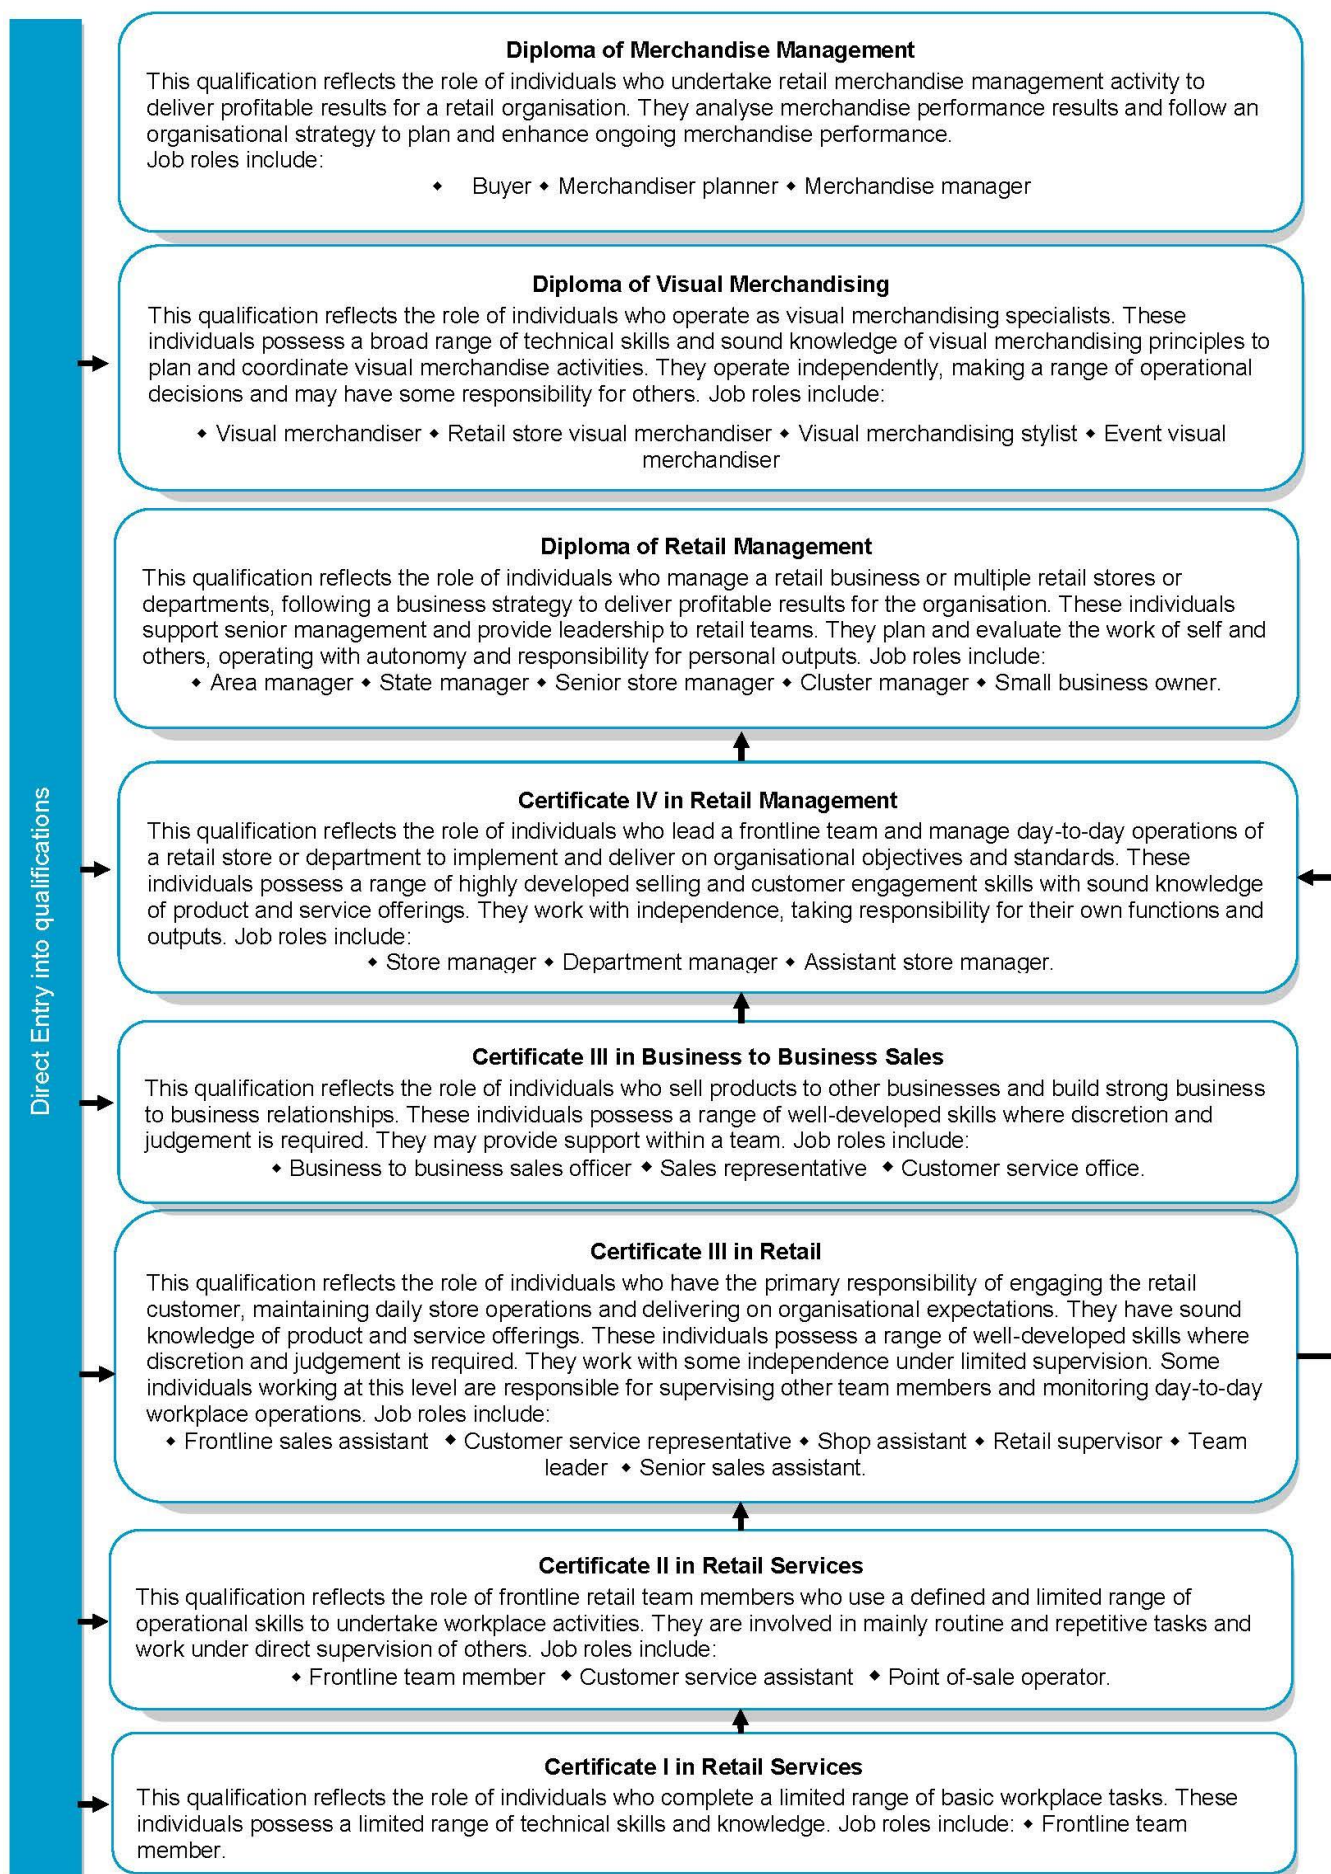 Direct Entry into qualifications
Diploma of Merchandise Management
This qualification reflects the role of individuals who undertake retail merchandise management activity to
deliver profitable results for a retail organisation. They analyse merchandise performance results and follow an
organisational strategy to plan and enhance ongoing merchandise performance.
Job roles include:
◆ Buyer ◆ Merchandiser planner ◆ Merchandise manager
Diploma of Visual Merchandising
This qualification reflects the role of individuals who operate as visual merchandising specialists. These
individuals possess a broad range of technical skills and sound knowledge of visual merchandising principles to
plan and coordinate visual merchandise activities. They operate independently, making a range of operational
decisions and may have some responsibility for others. Job roles include:
◆ Visual merchandiser ◆ Retail store visual merchandiser ◆ Visual merchandising stylist ◆ Event visual
merchandiser
Diploma of Retail Management
This qualification reflects the role of individuals who manage a retail business or multiple retail stores or
departments, following a business strategy to deliver profitable results for the organisation. These individuals
support senior management and provide leadership to retail teams. They plan and evaluate the work of self and
others, operating with autonomy and responsibility for personal outputs. Job roles include:
◆ Area manager ◆ State manager ◆ Senior store manager ◆ Cluster manager ◆ Small business owner.
Certificate IV in Retail Management
This qualification reflects the role of individuals who lead a frontline team and manage day-to-day operations of
a retail store or department to implement and deliver on organisational objectives and standards. These
individuals possess a range of highly developed selling and customer engagement skills with sound knowledge
of product and service offerings. They work with independence, taking responsibility for their own functions and
outputs. Job roles include:
◆ Store manager ◆ Department manager ◆ Assistant store manager.
Certificate III in Business to Business Sales
This qualification reflects the role of individuals who sell products to other businesses and build strong business
to business relationships. These individuals possess a range of well-developed skills where discretion and
judgement is required. They may provide support within a team. Job roles include:
◆ Business to business sales officer ◆ Sales representative ◆ Customer service office.
Certificate III in Retail
This qualification reflects the role of individuals who have the primary responsibility of engaging the retail
customer, maintaining daily store operations and delivering on organisational expectations. They have sound
knowledge of product and service offerings. These individuals possess a range of well-developed skills where
discretion and judgement is required. They work with some independence under limited supervision. Some
individuals working at this level are responsible for supervising other team members and monitoring day-to-day
workplace operations. Job roles include:
◆ Frontline sales assistant ◆ Customer service representative ◆ Shop assistant ◆ Retail supervisor ◆ Team
leader ◆ Senior sales assistant.
Certificate II in Retail Services
This qualification reflects the role of frontline retail team members who use a defined and limited range of
operational skills to undertake workplace activities. They are involved in mainly routine and repetitive tasks and
work under direct supervision of others. Job roles include:
◆ Frontline team member ◆ Customer service assistant ◆ Point of-sale operator.
Certificate I in Retail Services
This qualification reflects the role of individuals who complete a limited range of basic workplace tasks. These
individuals possess a limited range of technical skills and knowledge. Job roles include: ◆ Frontline team
member.